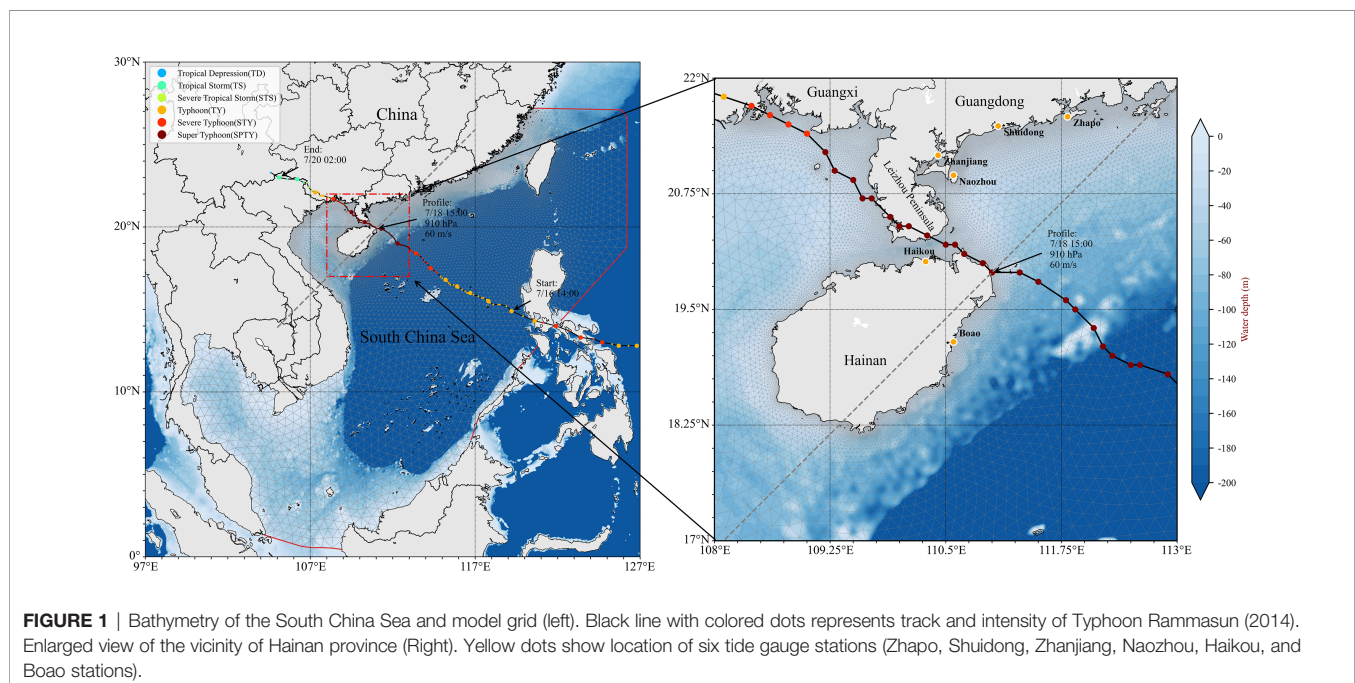 30°N
20°N
10°N
0°
97°E
107°E
117°E
127°E
Tropical Depression(TD)
Tropical Storm(TS)
Severe Tropical Storm(STS)
Typhoon(TY)
Severe Typhoon(STY)
Super Typhoon(SPTY)
China
End:
7/20 02:00
Profile:
7/18 15:00
910 hPa
60 m/s
Start:
7/16 14:00
South China Sea
22°N
20.75°N
19.5°N
18.25°N
17°N
108°E
109.25°E
110.5°E
111.75°E
113°E
Guangxi
Guangdong
Zhapo
Shuidong
Zhanjiang
Naozhou
Leizhou Peninsula
Haikou
Profile:
7/18 15:00
910 hPa
60 m/s
Boao
Hainan
0
-20
-40
-60
-80
-100
-120
-140
-160
-180
-200
Water depth (m)
FIGURE 1 | Bathymetry of the South China Sea and model grid (left). Black line with colored dots represents track and intensity of Typhoon Rammasun (2014).
Enlarged view of the vicinity of Hainan province (Right). Yellow dots show location of six tide gauge stations (Zhapo, Shuidong, Zhanjiang, Naozhou, Haikou, and
Boao stations).